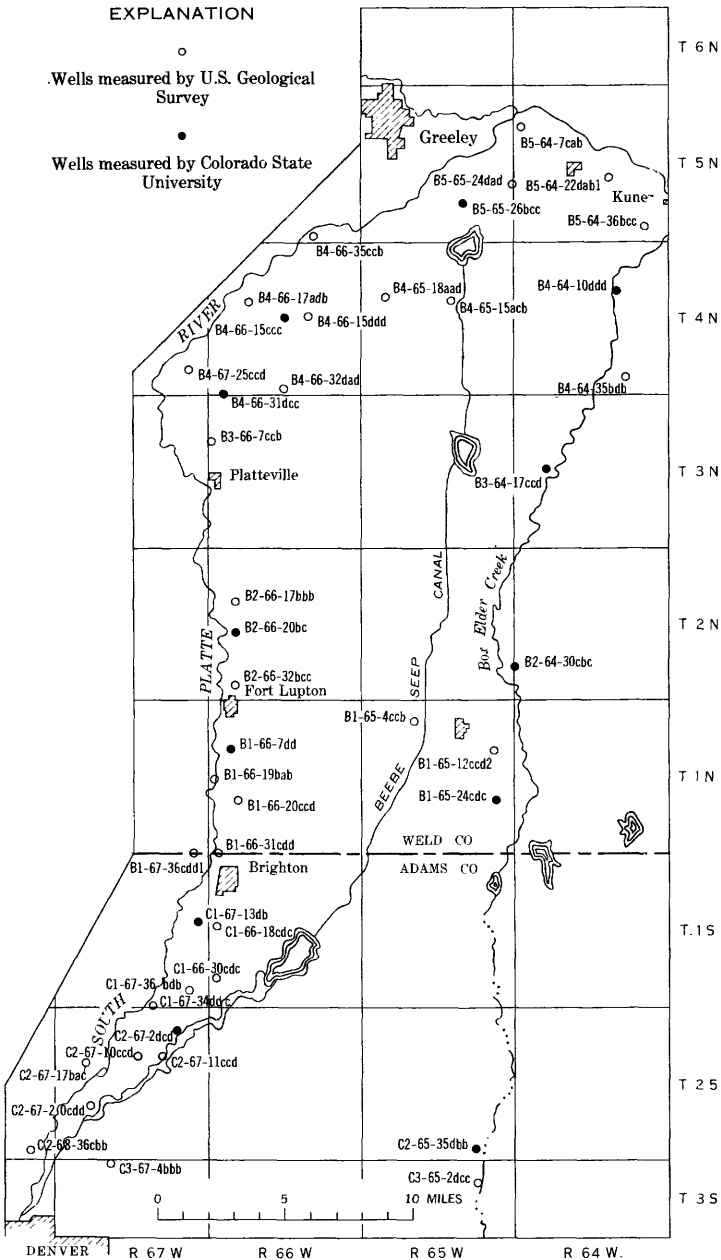 EXPLANATION
Wells measured by U.S. Geological
Survey
Wells measured by Colorado State
University
T 6 N
Greeley
B5-64-7cab
T 5 N
B5-65-24dad
B5-64-22dab1
Kune
B5-65-26bcc
B5-64-36bcc
B4-66-35ccb
B4-65-18aad
B4-64-10ddd
B4-66-17adb
B4-65-15acb
RIVER
B4-66-15ccc
B4-66-15ddd
T 4 N
B4-67-25ccd
B4-66-32dad
B4-64-35bdb
B4-66-31dcc
B3-66-7ccb
Platteville
T 3 N
B3-64-17ccd
CANAL
Box Elder Creek
B2-66-17bbb
B2-66-20bc
T 2 N
PLATTE
SEEP
B2-64-30cbc
B2-66-32bcc
Fort Lupton
B1-65-4ccb
B1-66-7dd
B1-65-12ccd2
B1-66-19bab
T 1 N
B1-66-20ccd
BEEBE
B1-65-24cdc
WELD CO
B1-66-31cdd
B1-67-36cdd1
Brighton
ADAMS CO
C1-67-13db
C1-66-18cdc
T.1 S
C1-66-30cdc
C1-67-36 bdb
C1-67-34ddc
SOUTH
C2-67-2dcd
C2-67-10ccd
C2-67-11ccd
C2-67-17bac
T 2 S
C2-67-20cdd
C2-68-36cbb
C2-65-35dbb
C3-67-4bbb
C3-65-2dcc
0 5 10 MILES
T 3 S
DENVER R 67 W R 66 W R 65 W R 64 W.